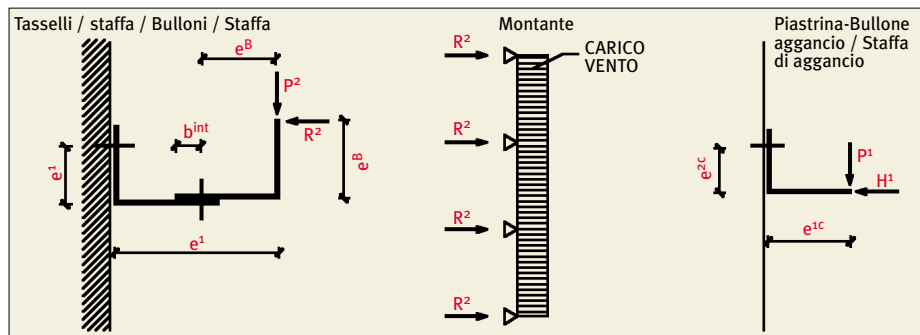 Tasselli / staffa / Bulloni / Staffa
e^B
P²
R²
b^int
e^B
e¹
e¹
Montante
R²
CARICO
VENTO
R²
R²
R²
Piastrina-Bullone
aggancio / Staffa
di aggancio
P¹
e^2C
H¹
e^1C